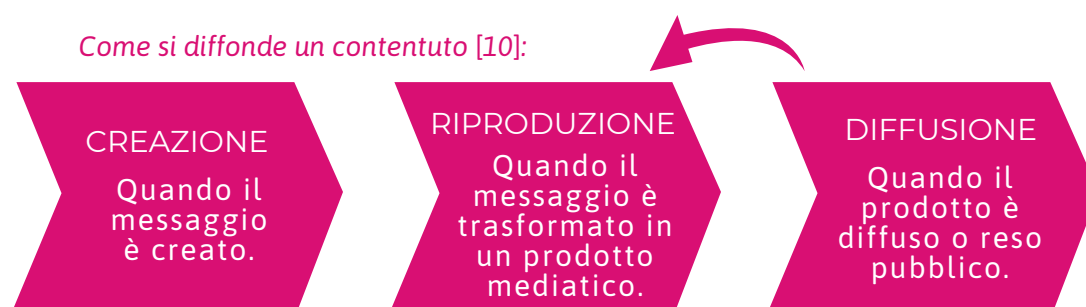 Come si diffonde un contentuto [10]:
CREAZIONE
Quando il
messaggio
è creato.
RIPRODUZIONE
Quando il
messaggio è
trasformato in
un prodotto
mediatico.
DIFFUSIONE
Quando il
prodotto è
diffuso o reso
pubblico.